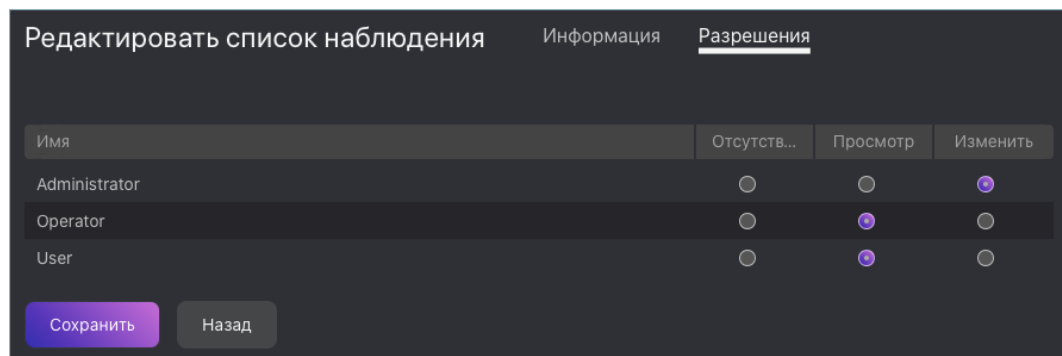 Редактировать список наблюдения Информация Разрешения
Имя Отсутств... Просмотр Изменить
Administrator
Operator
User
Сохранить Назад